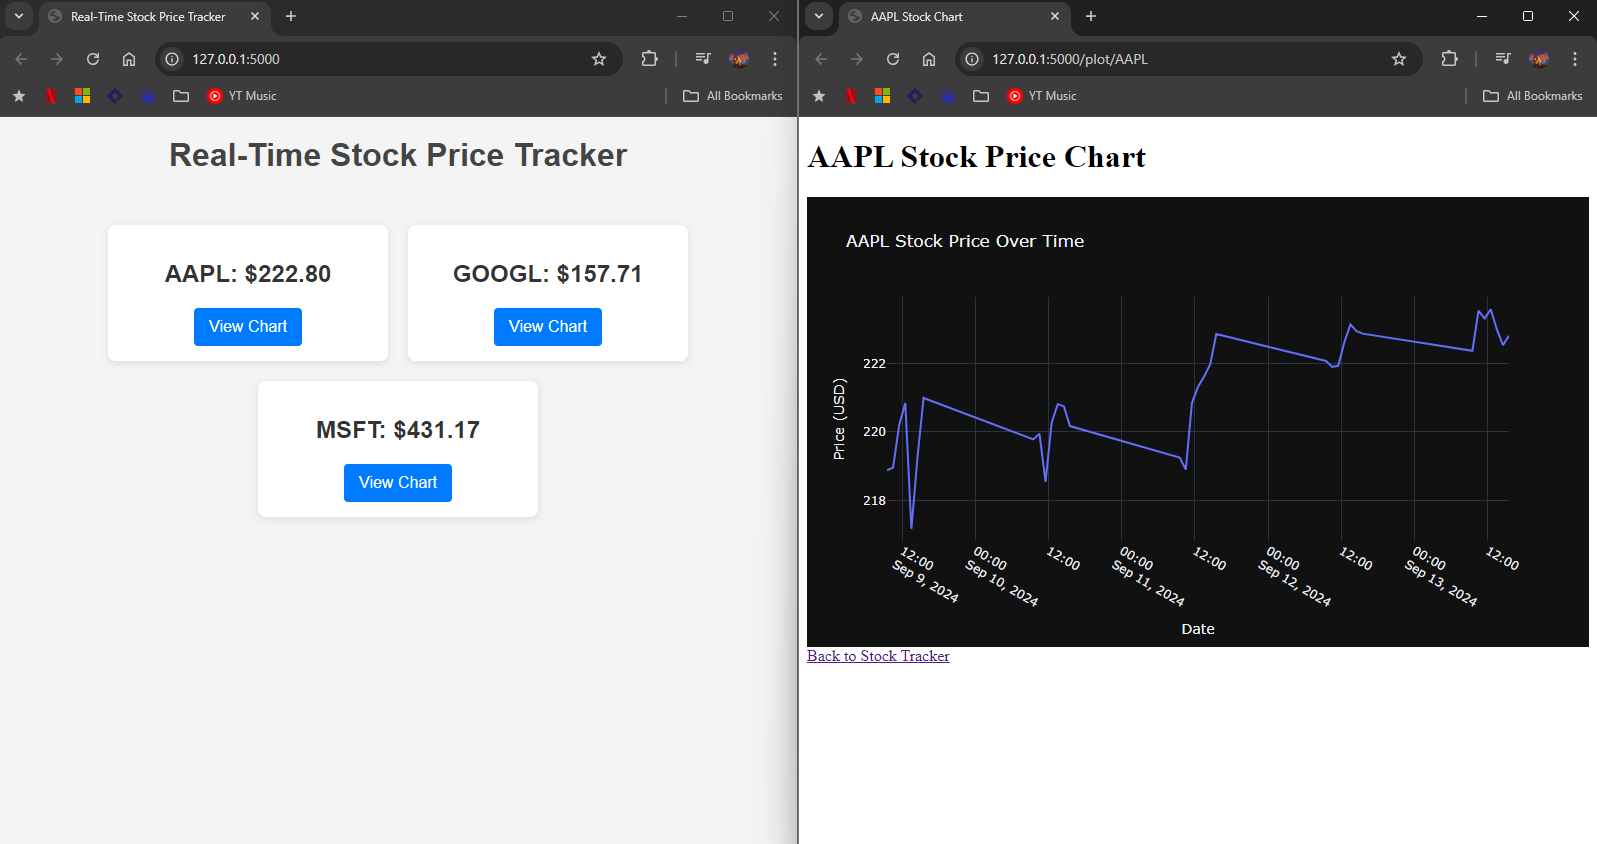 Real-Time Stock Price Tracker
127.0.0.1:5000
YT Music
All Bookmarks
Real-Time Stock Price Tracker
AAPL: $222.80
View Chart
GOOGL: $157.71
View Chart
MSFT: $431.17
View Chart
AAPL Stock Chart
127.0.0.1:5000/plot/AAPL
YT Music
All Bookmarks
AAPL Stock Price Chart
AAPL Stock Price Over Time
Price (USD)
222
220
218
12:00
Sep 9, 2024
00:00
Sep 10, 2024
12:00
00:00
Sep 11, 2024
12:00
00:00
Sep 12, 2024
12:00
00:00
Sep 13, 2024
12:00
Date
Back to Stock Tracker